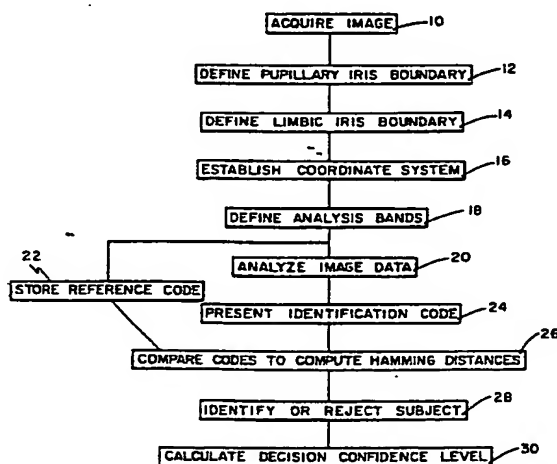 ACQUIRE IMAGE 10
DEFINE PUPILLARY IRIS BOUNDARY 12
DEFINE LIMBIC IRIS BOUNDARY 14
ESTABLISH COORDINATE SYSTEM 16
DEFINE ANALYSIS BANDS 18
22
ANALYZE IMAGE DATA 20
STORE REFERENCE CODE
PRESENT IDENTIFICATION CODE 24
COMPARE CODES TO COMPUTE HAMMING DISTANCES 26
IDENTIFY OR REJECT SUBJECT 28
CALCULATE DECISION CONFIDENCE LEVEL 30